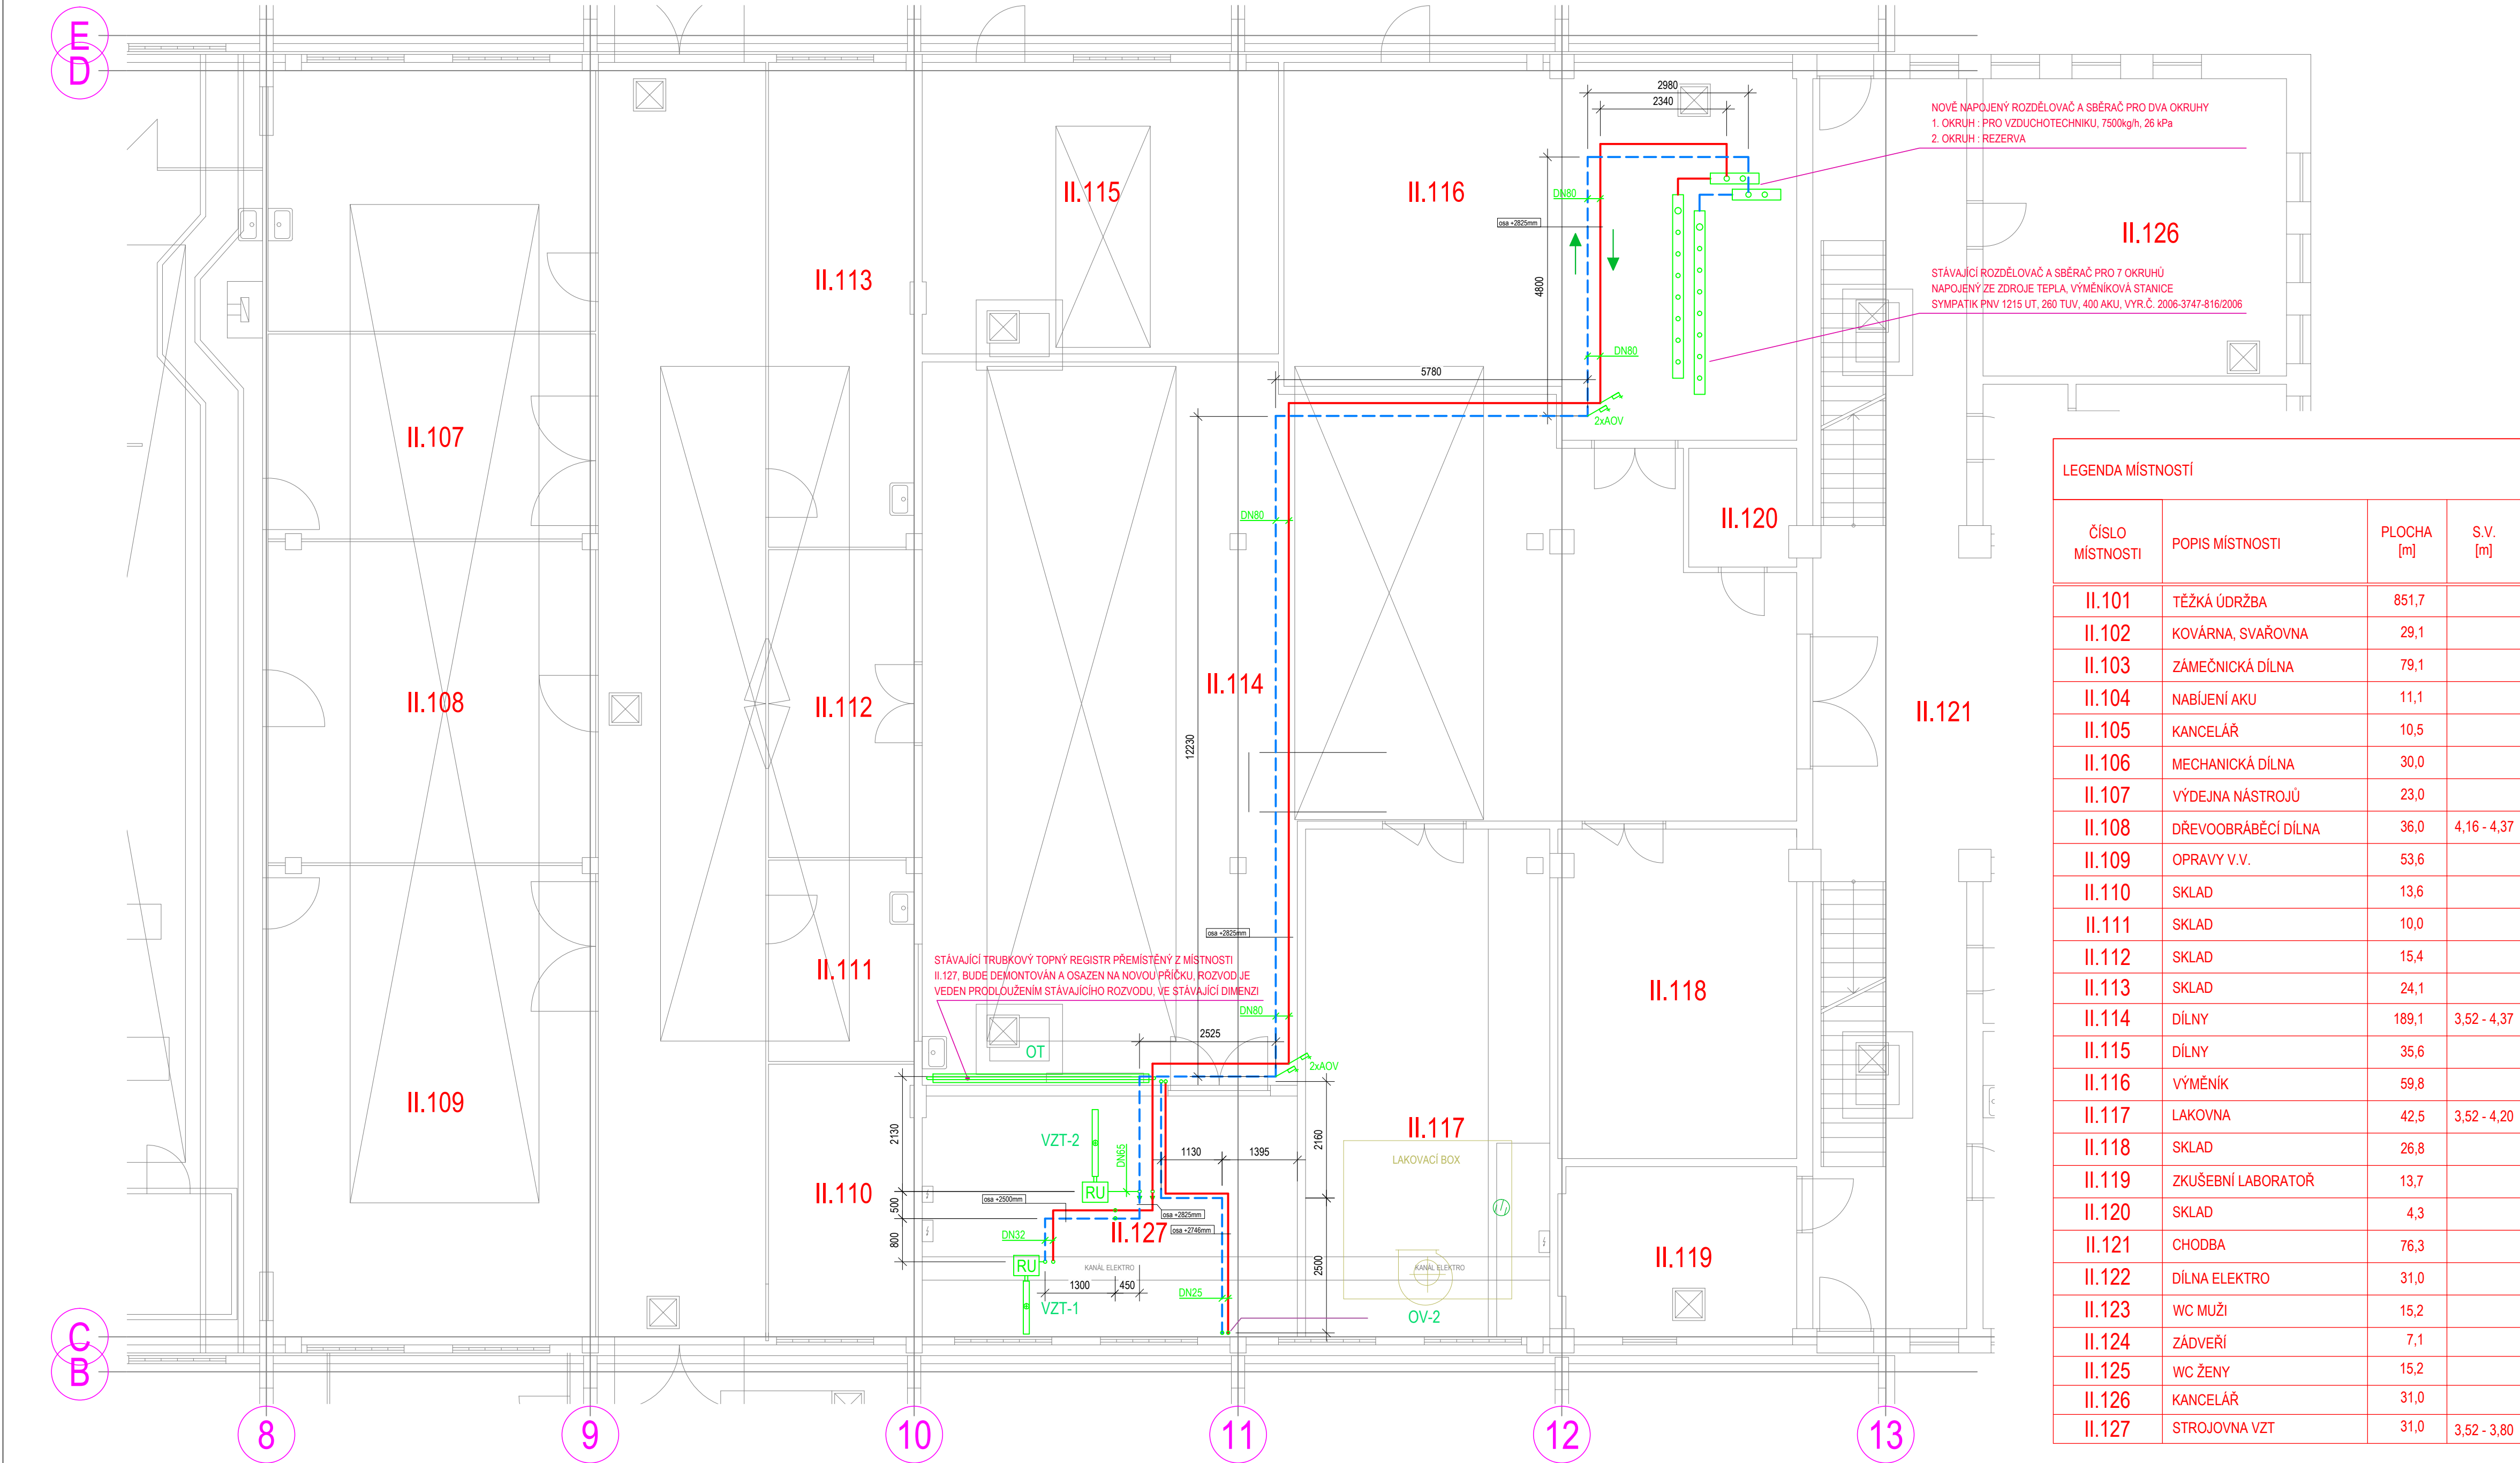 E
D
2980
2340
NOVĚ NAPOJENÝ ROZDĚLOVAČ A SBĚRAČ PRO DVA OKRUHY
1. OKRUH : PRO VZDUCHOTECHNIKU, 7500kg/h, 26 kPa
2. OKRUH : REZERVA
II.115
II.116
DN80
osa +2825mm
II.126
II.113
4800
STÁVAJÍCÍ ROZDĚLOVAČ A SBĚRAČ PRO 7 OKRUHŮ
NAPOJENÝ ZE ZDROJE TEPLA, VÝMĚNÍKOVÁ STANICE
SYMPATIK PNV 1215 UT, 260 TUV, 400 AKU, VYR.Č. 2006-3747-816/2006
DN80
5780
2xAOV
II.107
DN80
II.120
II.108
II.112
II.114
II.121
12230
osa +2825mm
STÁVAJÍCÍ TRUBKOVÝ TOPNÝ REGISTR PŘEMÍSTĚNÝ Z MÍSTNOSTI
II.127, BUDE DEMONTOVÁN A OSAZEN NA NOVOU PŘÍČKU, ROZVOD JE
VEDEN PRODLOUŽENÍM STÁVAJÍCÍHO ROZVODU, VE STÁVAJÍCÍ DIMENZI
II.111
II.118
DN80
2525
OT
2xAOV
II.109
2130
VZT-2
DN65
1130
1395
2160
II.117
LAKOVACÍ BOX
II.110
RU
500
osa +2500mm
osa +2825mm
osa +2746mm
II.127
DN32
800
RU
KANÁL ELEKTRO
KANÁL ELEKTRO
II.119
2500
1300
450
DN25
VZT-1
OV-2
C
B
8
9
10
11
12
13
LEGENDA MÍSTNOSTÍ
ČÍSLO MÍSTNOSTI POPIS MÍSTNOSTI PLOCHA [m] S.V. [m]
II.101 TĚŽKÁ ÚDRŽBA 851,7
II.102 KOVÁRNA, SVAŘOVNA 29,1
II.103 ZÁMEČNICKÁ DÍLNA 79,1
II.104 NABÍJENÍ AKU 11,1
II.105 KANCELÁŘ 10,5
II.106 MECHANICKÁ DÍLNA 30,0
II.107 VÝDEJNA NÁSTROJŮ 23,0
II.108 DŘEVOOBRÁBĚCÍ DÍLNA 36,0 4,16 - 4,37
II.109 OPRAVY V.V. 53,6
II.110 SKLAD 13,6
II.111 SKLAD 10,0
II.112 SKLAD 15,4
II.113 SKLAD 24,1
II.114 DÍLNY 189,1 3,52 - 4,37
II.115 DÍLNY 35,6
II.116 VÝMĚNÍK 59,8
II.117 LAKOVNA 42,5 3,52 - 4,20
II.118 SKLAD 26,8
II.119 ZKUŠEBNÍ LABORATOŘ 13,7
II.120 SKLAD 4,3
II.121 CHODBA 76,3
II.122 DÍLNA ELEKTRO 31,0
II.123 WC MUŽI 15,2
II.124 ZÁDVEŘÍ 7,1
II.125 WC ŽENY 15,2
II.126 KANCELÁŘ 31,0
II.127 STROJOVNA VZT 31,0 3,52 - 3,80